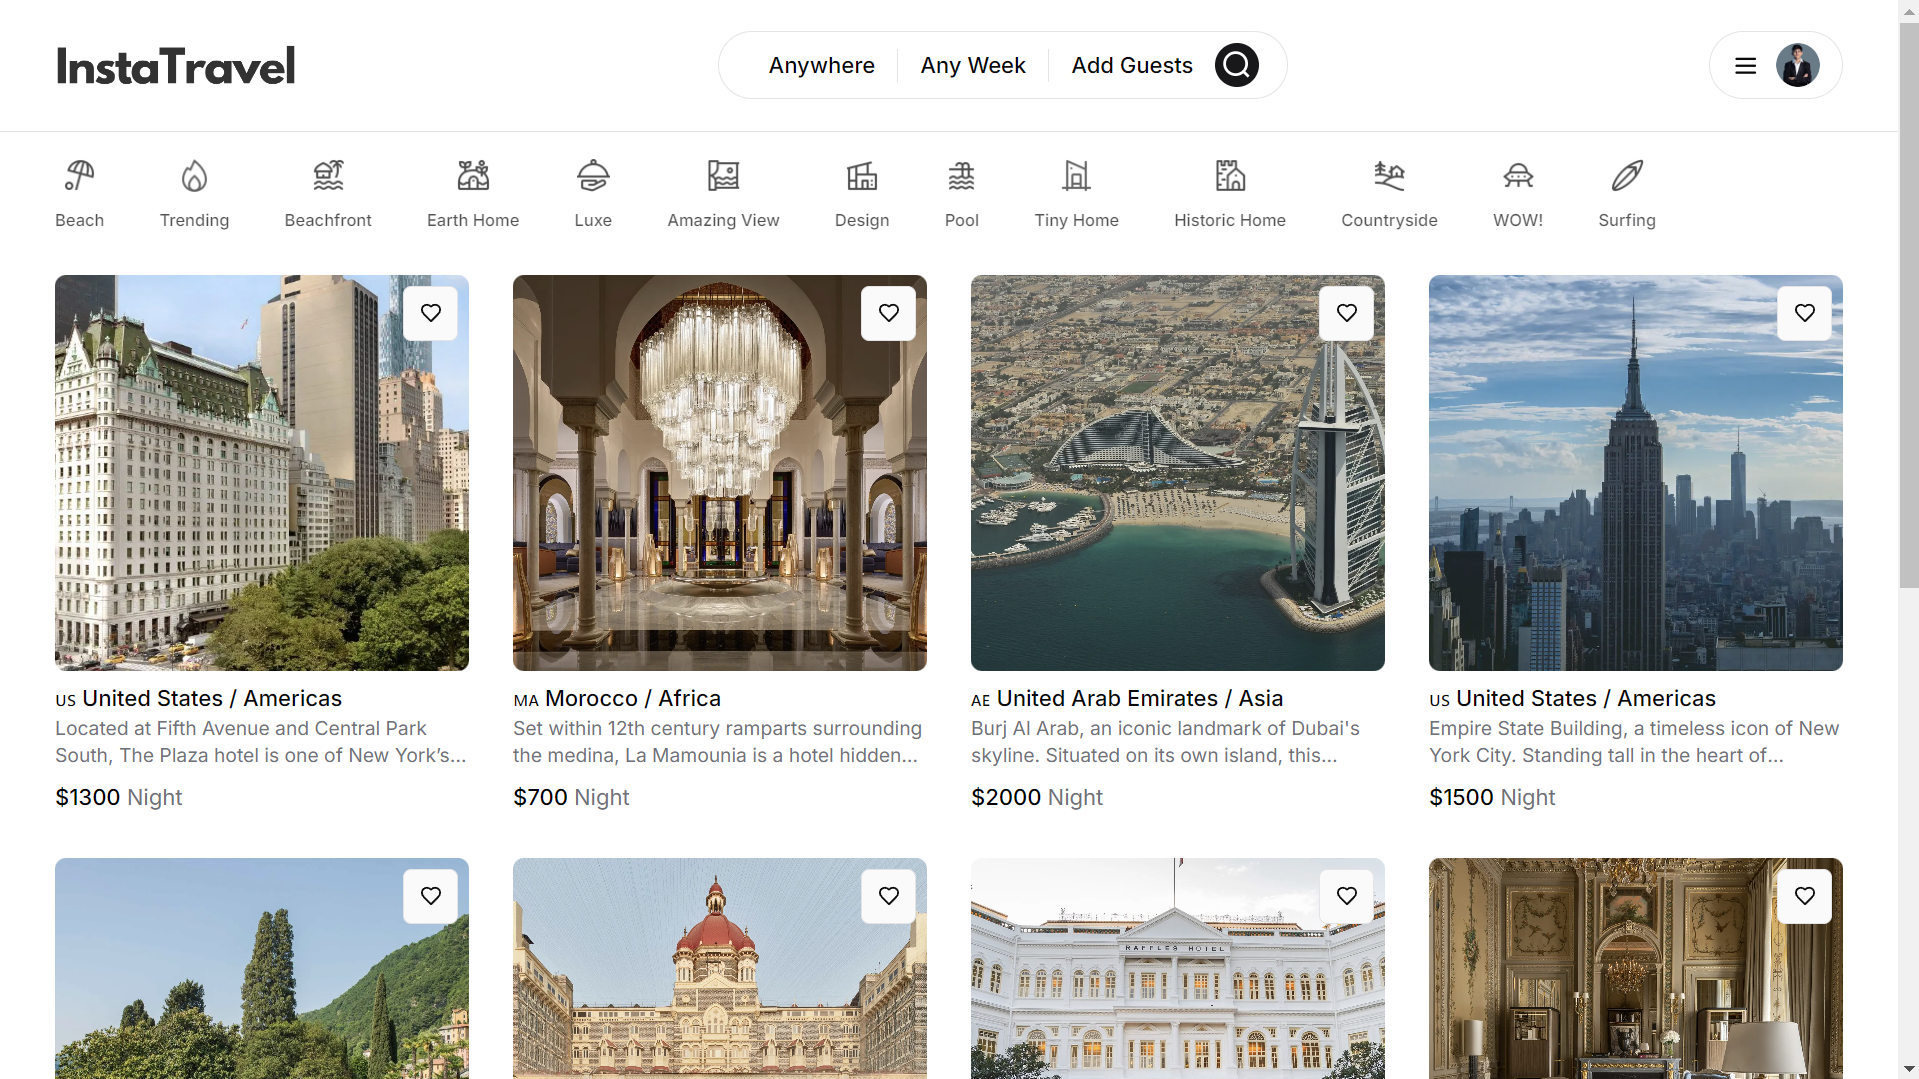 InstaTravel
Anywhere
Any Week
Add Guests
Beach
Trending
Beachfront
Earth Home
Luxe
Amazing View
Design
Pool
Tiny Home
Historic Home
Countryside
WOW!
Surfing
US United States / Americas
Located at Fifth Avenue and Central Park
South, The Plaza hotel is one of New York’s...
$1300 Night
MA Morocco / Africa
Set within 12th century ramparts surrounding
the medina, La Mamounia is a hotel hidden...
$700 Night
AE United Arab Emirates / Asia
Burj Al Arab, an iconic landmark of Dubai's
skyline. Situated on its own island, this...
$2000 Night
US United States / Americas
Empire State Building, a timeless icon of New
York City. Standing tall in the heart of...
$1500 Night
RAFFLES HOTEL